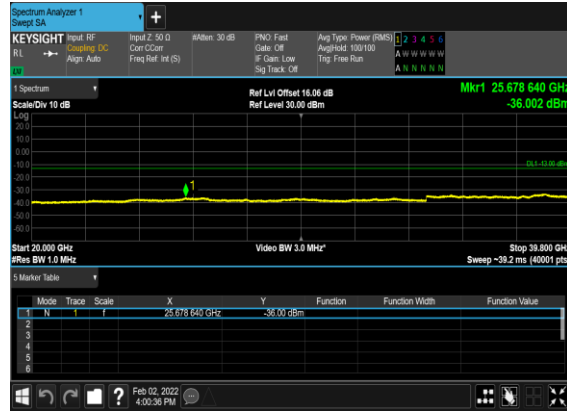 Spectrum Analyzer 1
Swept SA
+
KEYSIGHT Input: RF Input Z: 50 Ω #Atten: 30 dB PNO: Fast Avg Type: Power (RMS) 1 2 3 4 5 6
RL Coupling: DC Corr CCorr Gate: Off Avg|Hold: 100/100 A W W W W W
Align: Auto Freq Ref: Int (S) IF Gain: Low Trig: Free Run
Sig Track: Off A N N N N N
1 Spectrum Ref Lvl Offset 16.06 dB Mkr1 25.678 640 GHz
Scale/Div 10 dB Ref Level 30.00 dBm -36.002 dBm
Log
20.0
10.0
0.00
-10.0
DL1 -13.00 dBm
-20.0
1
-30.0
-40.0
-50.0
-60.0
Start 20.000 GHz Video BW 3.0 MHz* Stop 39.800 GHz
#Res BW 1.0 MHz Sweep ~39.2 ms (40001 pts)
5 Marker Table
Mode Trace Scale X Y Function Function Width Function Value
1 N 1 f 25.678 640 GHz -36.00 dBm
2
3
4
5
6
? Feb 02, 2022
4:00:36 PM